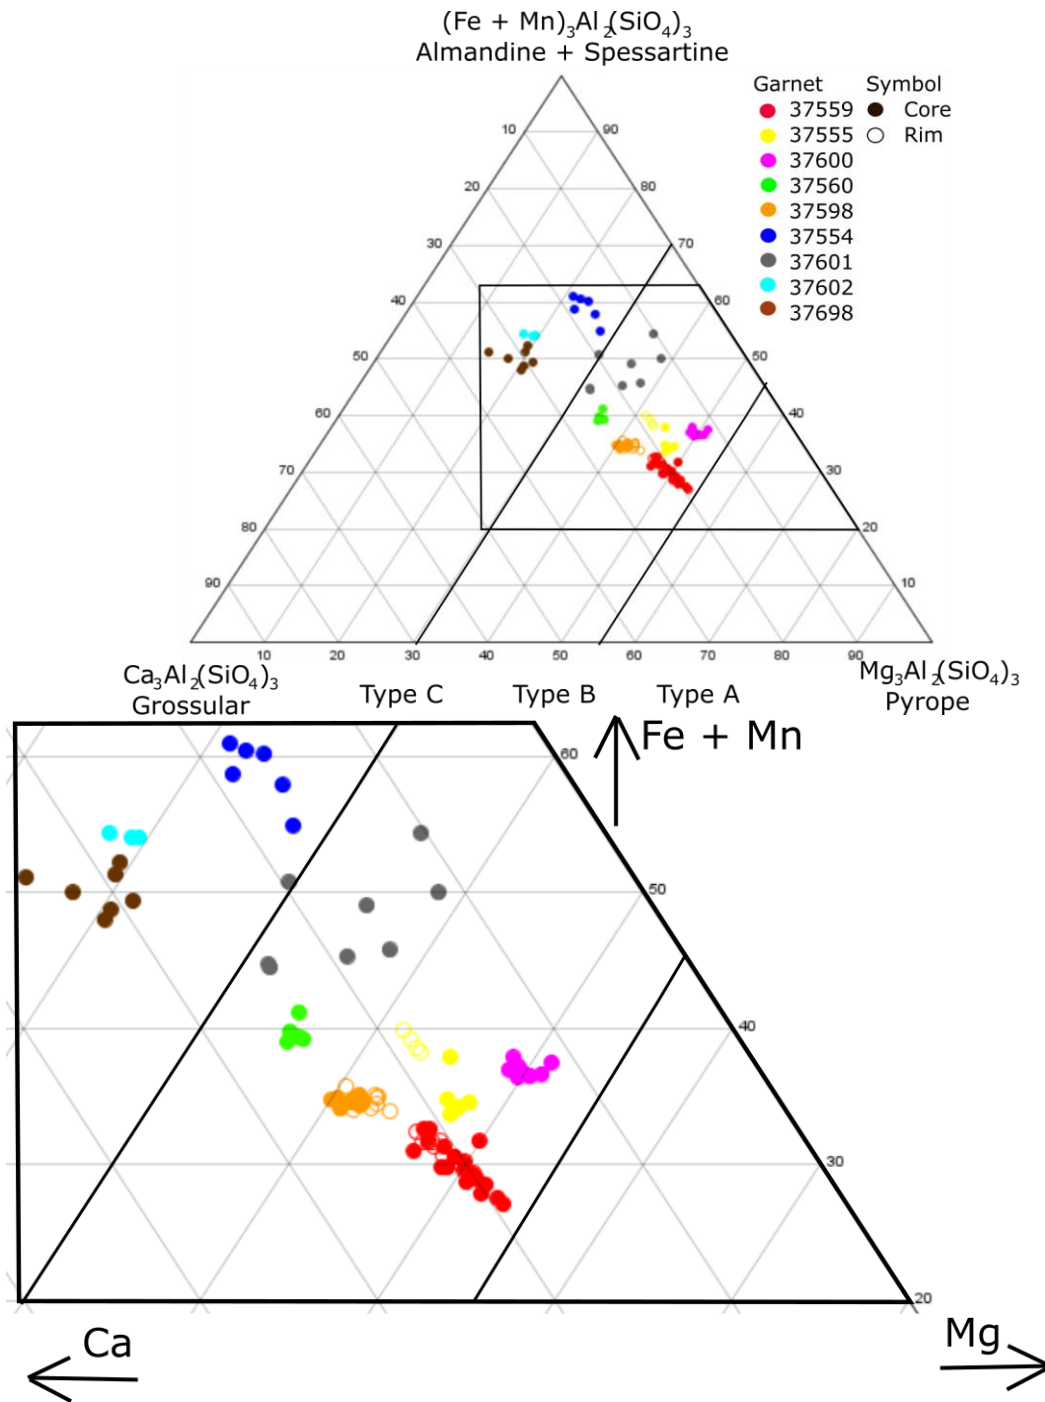 (Fe + Mn)₃Al₂(SiO₄)₃
Almandine + Spessartine
Garnet Symbol
37559 Core
37555 Rim
37600
37560
37598
37554
37601
37602
37698
10 90
20 80
30 70
40 60
50 50
60 40
70 30
80 20
90 10
10 20 30 40 50 60 70 80 90
Ca₃Al₂(SiO₄)₃ Mg₃Al₂(SiO₄)₃
Grossular Type C Type B Type A Pyrope
Fe + Mn
60
50
40
30
20
Ca Mg